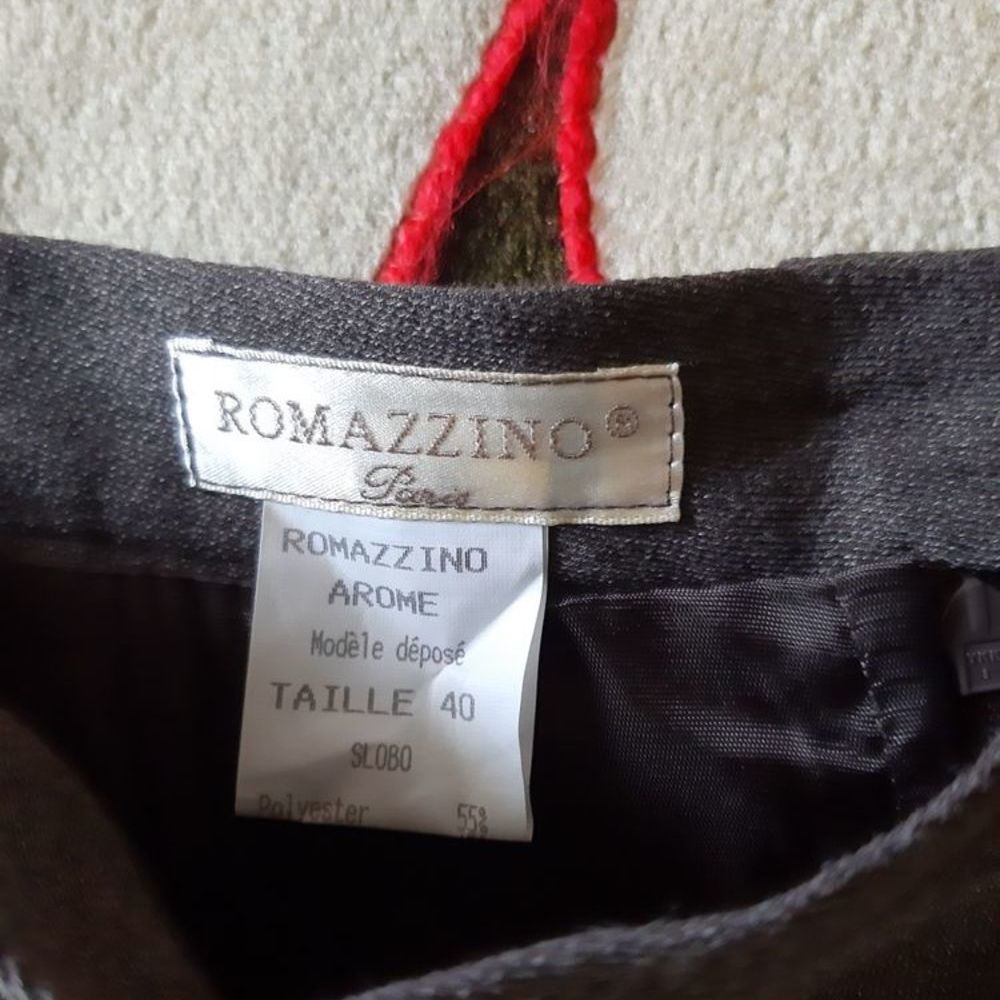 ROMAZZINO®
Paris
ROMAZZINO
AROME
Modèle déposé
TAILLE 40
SLOBO
Polyester 55%